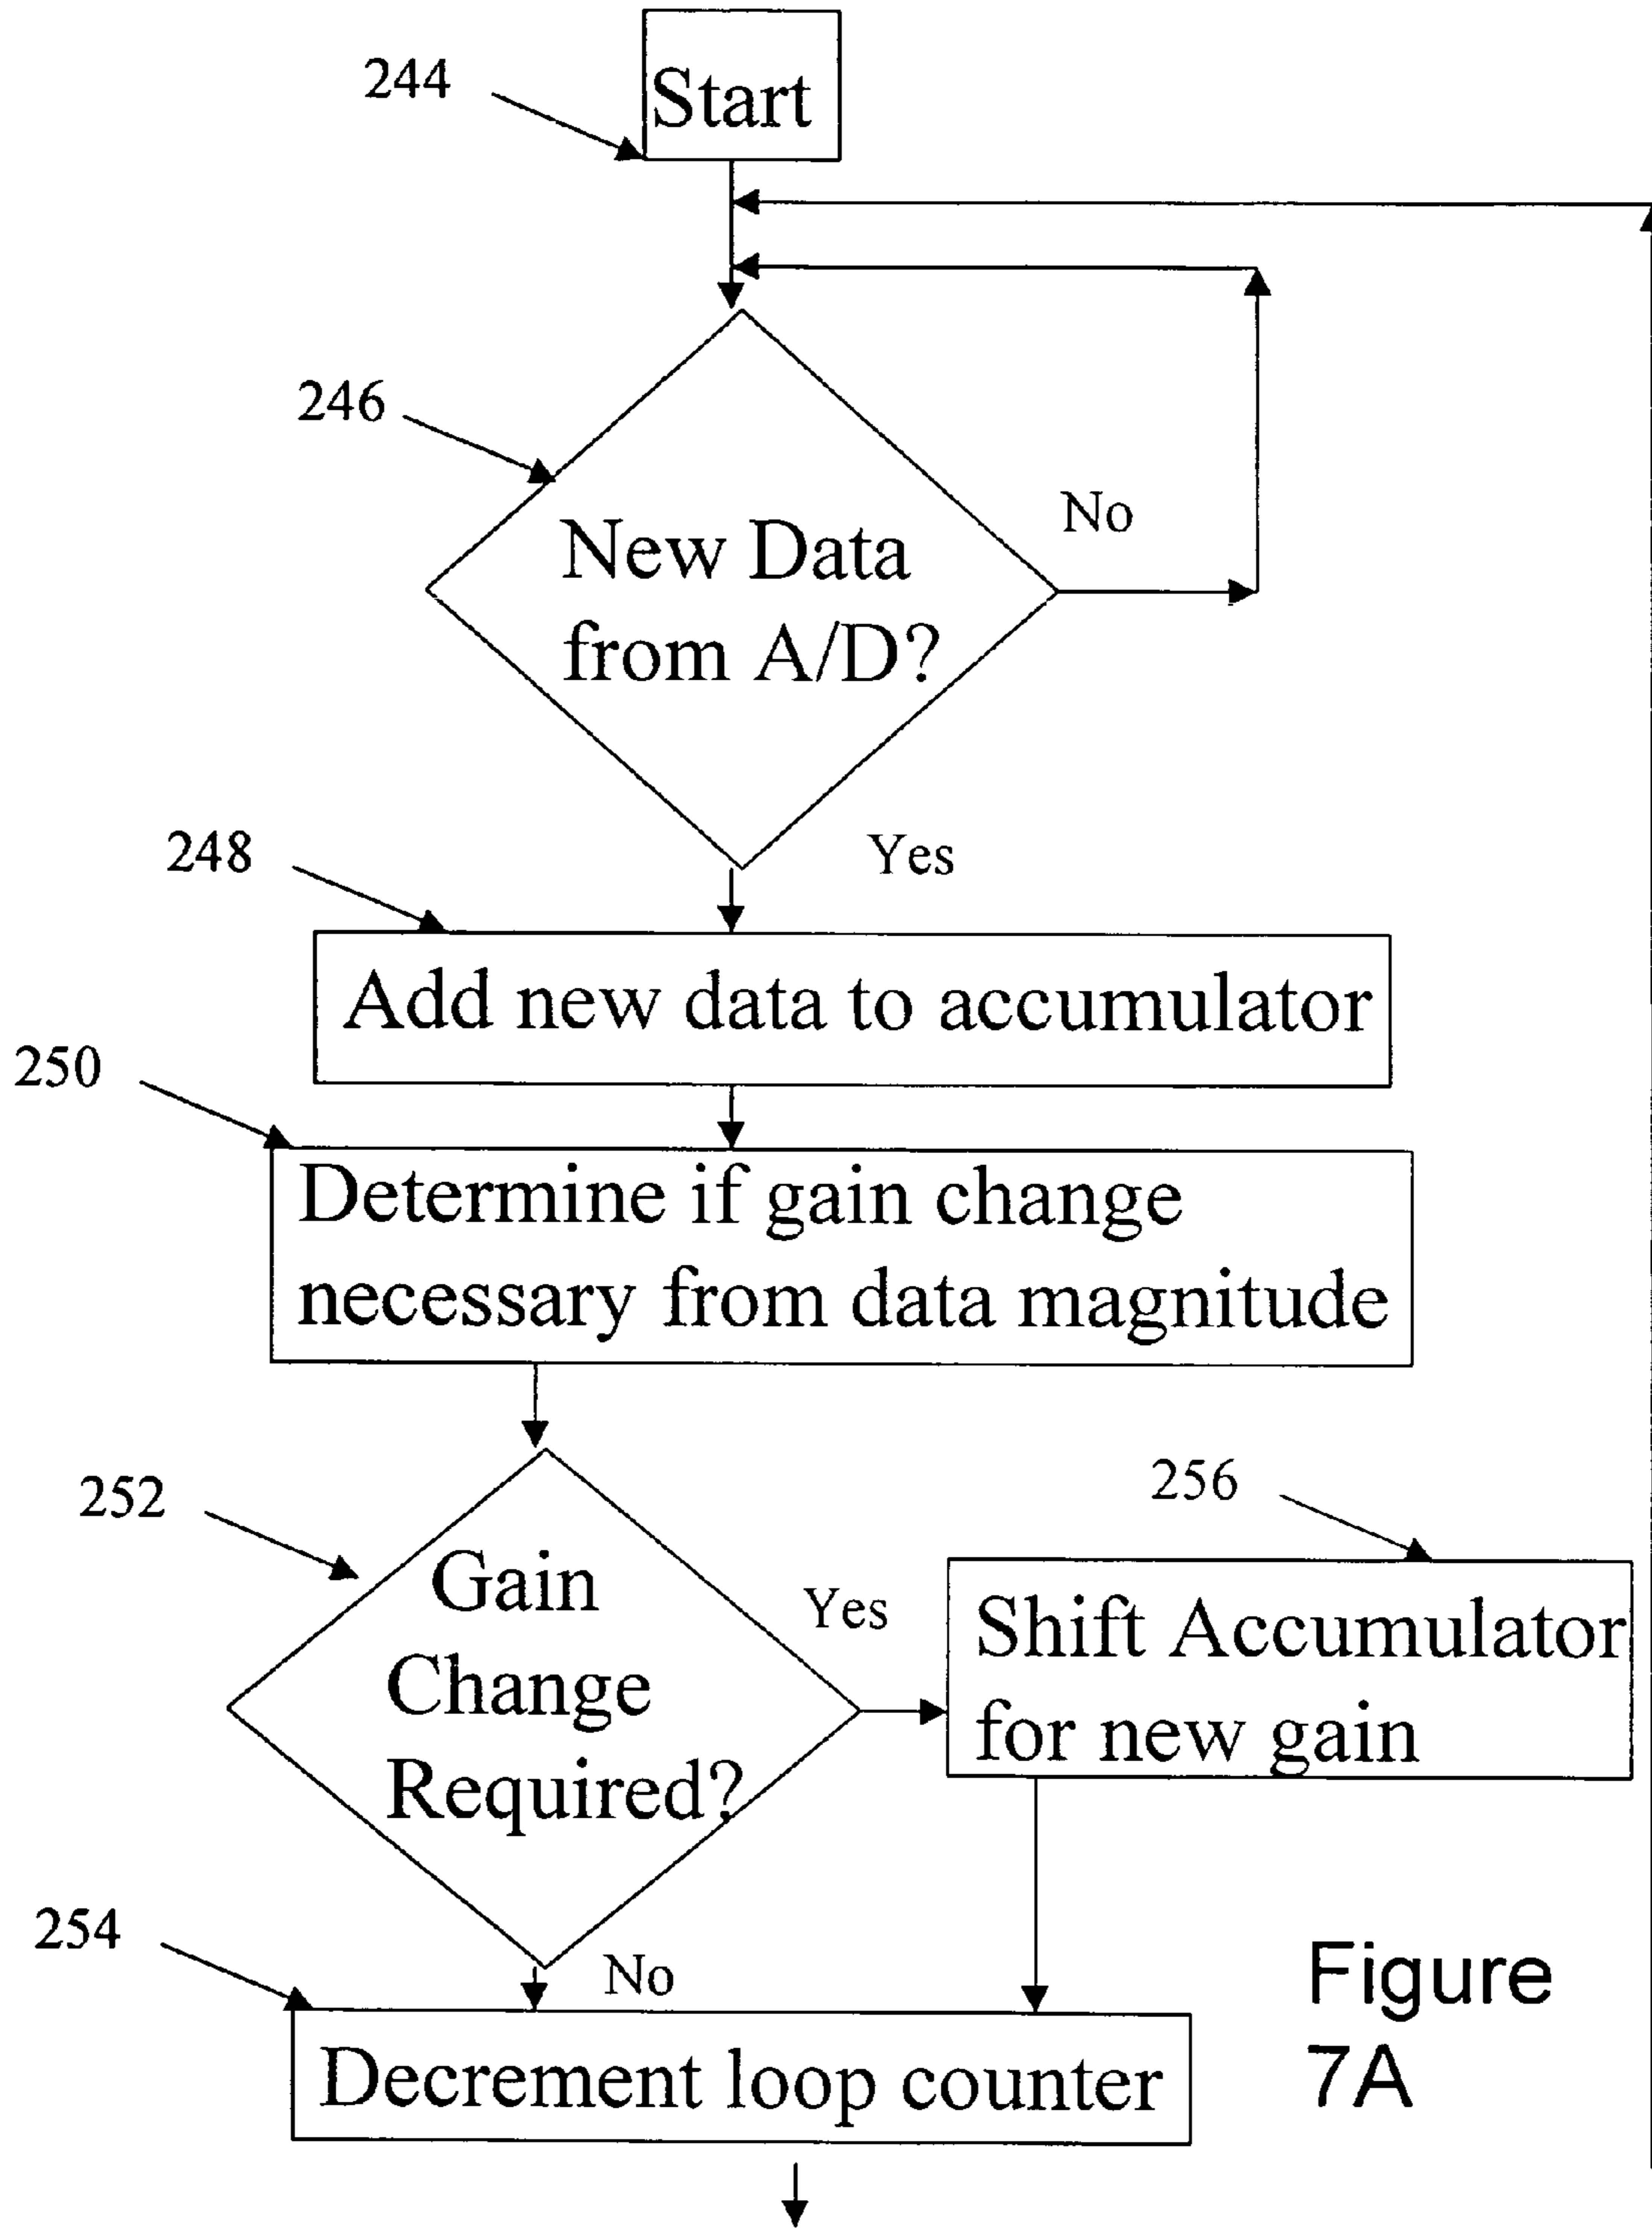 244
Start
246
New Data
from A/D?
No
Yes
248
Add new data to accumulator
250
Determine if gain change
necessary from data magnitude
252
Gain
Change
Required?
Yes
256
Shift Accumulator
for new gain
254
No
Decrement loop counter
Figure
7A